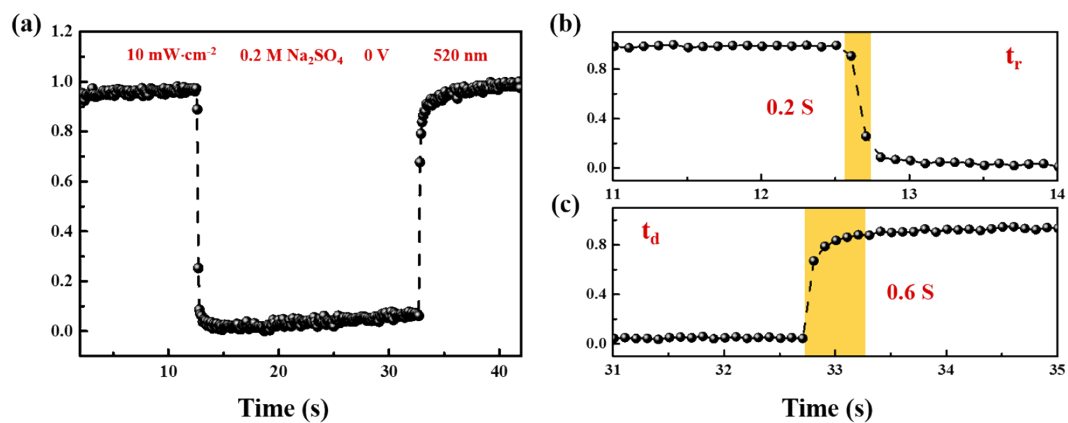 (a)
1.2
1.0
0.8
0.6
0.4
0.2
0.0
10 mW·cm⁻² 0.2 M Na₂SO₄ 0 V 520 nm
10 20 30 40
Time (s)
(b)
0.8
0.4
0.0
tᵣ
0.2 S
11 12 13 14
(c)
0.8
0.4
0.0
t_d
0.6 S
31 32 33 34 35
Time (s)